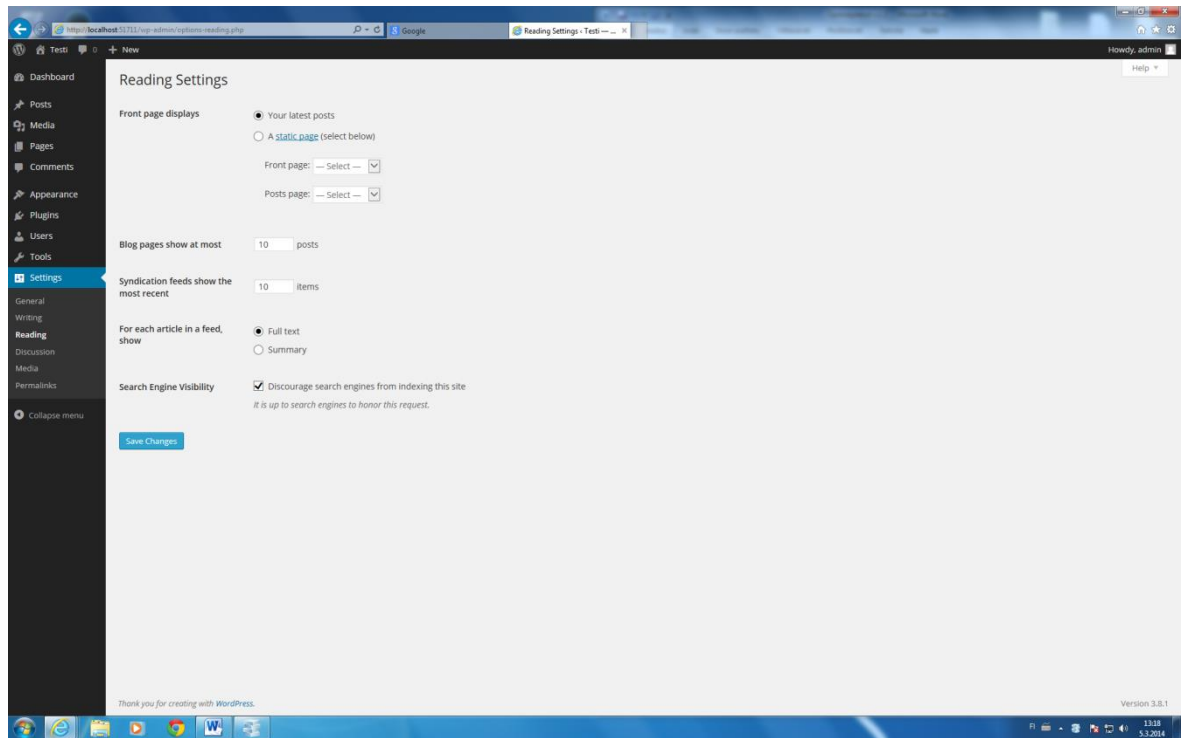 http://localhost:51711/wp-admin/options-reading.php
Google
Reading Settings ‹ Testi — ...
Testi
0
+ New
Howdy, admin
Help
Dashboard
Posts
Media
Pages
Comments
Appearance
Plugins
Users
Tools
Settings
General
Writing
Reading
Discussion
Media
Permalinks
Collapse menu
Reading Settings
Front page displays
Your latest posts
A static page (select below)
Front page: — Select —
Posts page: — Select —
Blog pages show at most
10 posts
Syndication feeds show the
most recent
10 items
For each article in a feed,
show
Full text
Summary
Search Engine Visibility
Discourage search engines from indexing this site
It is up to search engines to honor this request.
Save Changes
Thank you for creating with WordPress.
Version 3.8.1
FI
13:18
5.3.2014